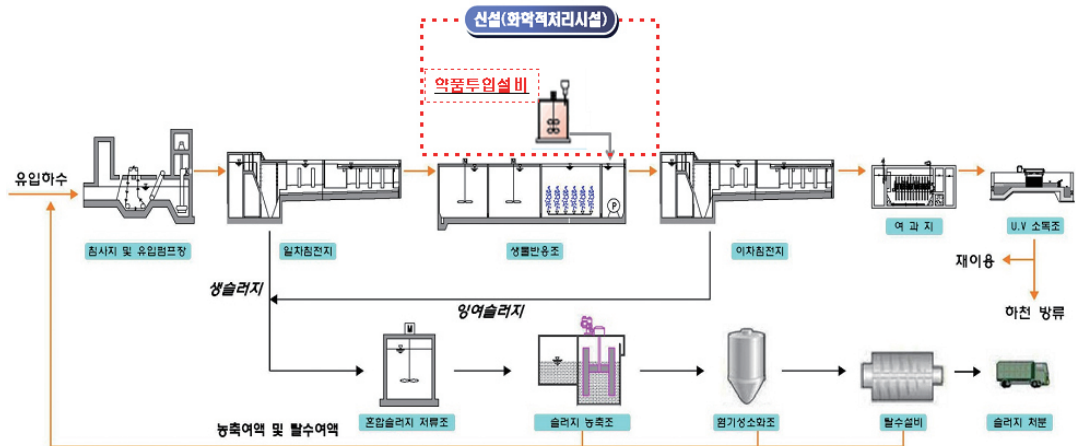 신설(화학적처리시설)
약품투입설비
유입하수
침사지 및 유입펌프장
일차침전지
생물반응조
P
이차침전지
여 과 지
U.V 소독조
재이용
하천 방류
생슬러지
잉여슬러지
M
혼합슬러지 저류조
슬러지 농축조
혐기성소화조
탈수설비
슬러지 처분
농축여액 및 탈수여액